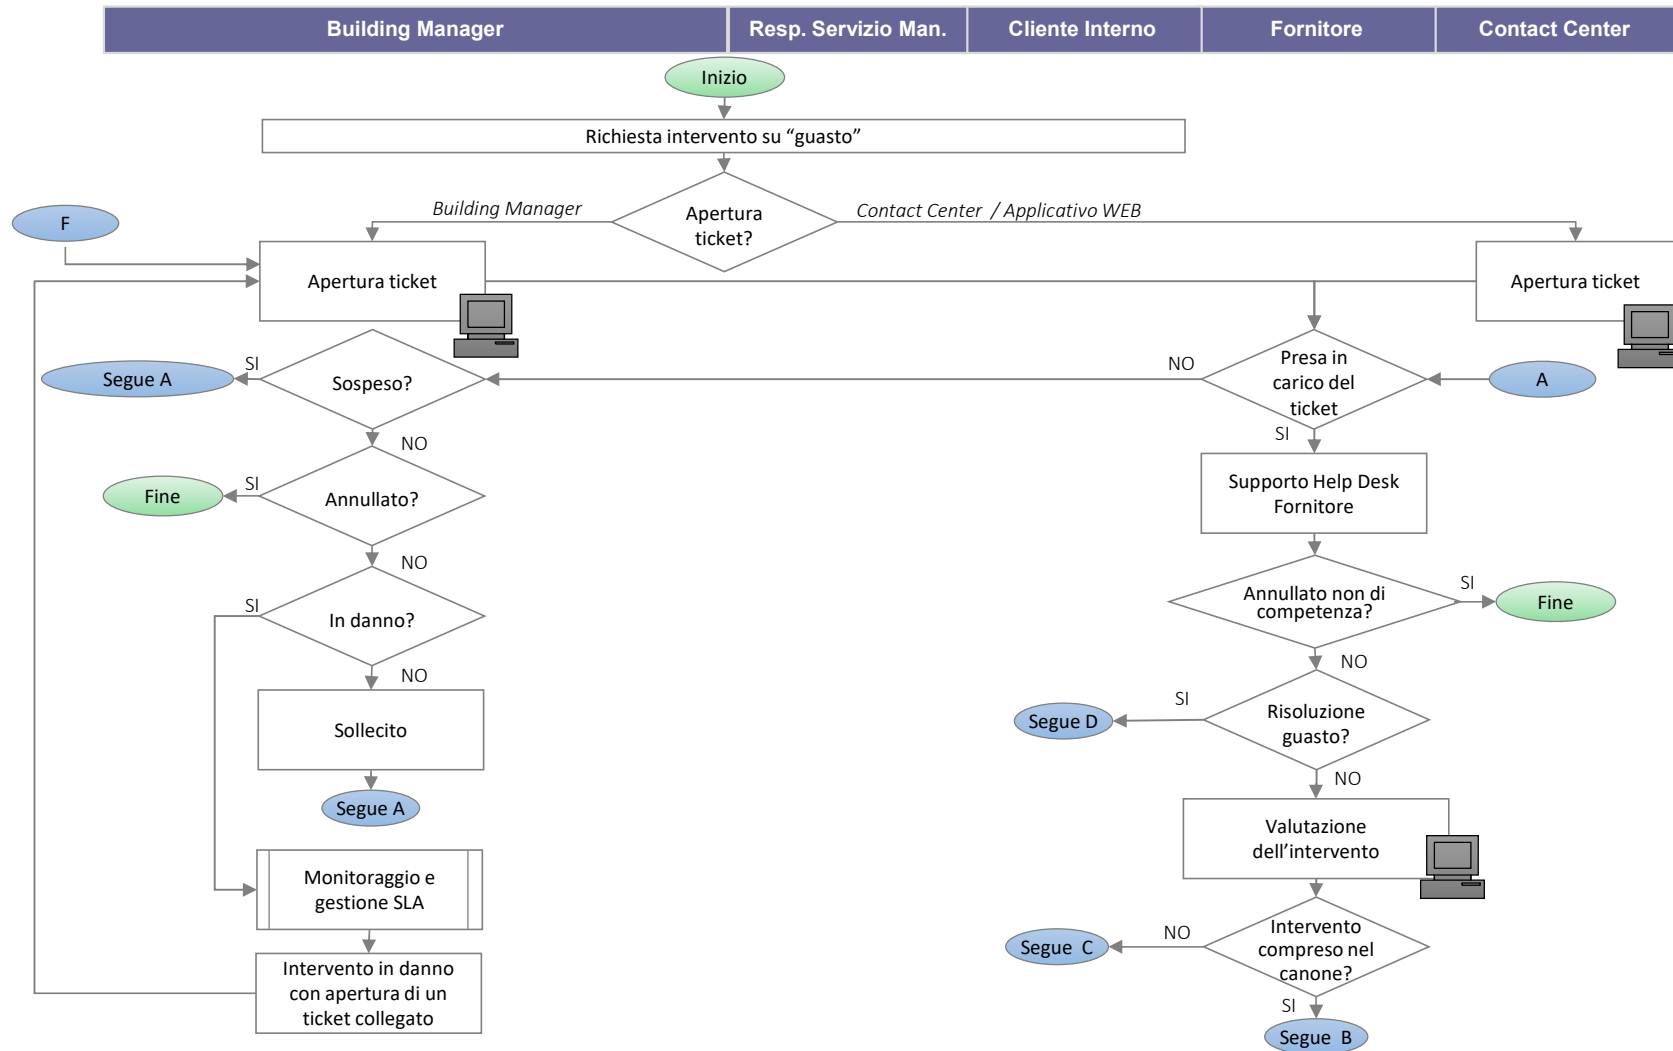 Building Manager
Resp. Servizio Man.
Cliente Interno
Fornitore
Contact Center
Inizio
Richiesta intervento su “guasto”
Building Manager
Apertura
ticket?
Contact Center / Applicativo WEB
F
Apertura ticket
Apertura ticket
Segue A
SI
Sospeso?
NO
Presa in
carico del
ticket
A
NO
SI
Fine
SI
Annullato?
Supporto Help Desk
Fornitore
NO
SI
In danno?
Annullato non di
competenza?
SI
Fine
NO
NO
Sollecito
Segue D
SI
Risoluzione
guasto?
NO
Segue A
Valutazione
dell’intervento
Monitoraggio e
gestione SLA
Segue C
NO
Intervento
compreso nel
canone?
Intervento in danno
con apertura di un
ticket collegato
SI
Segue B